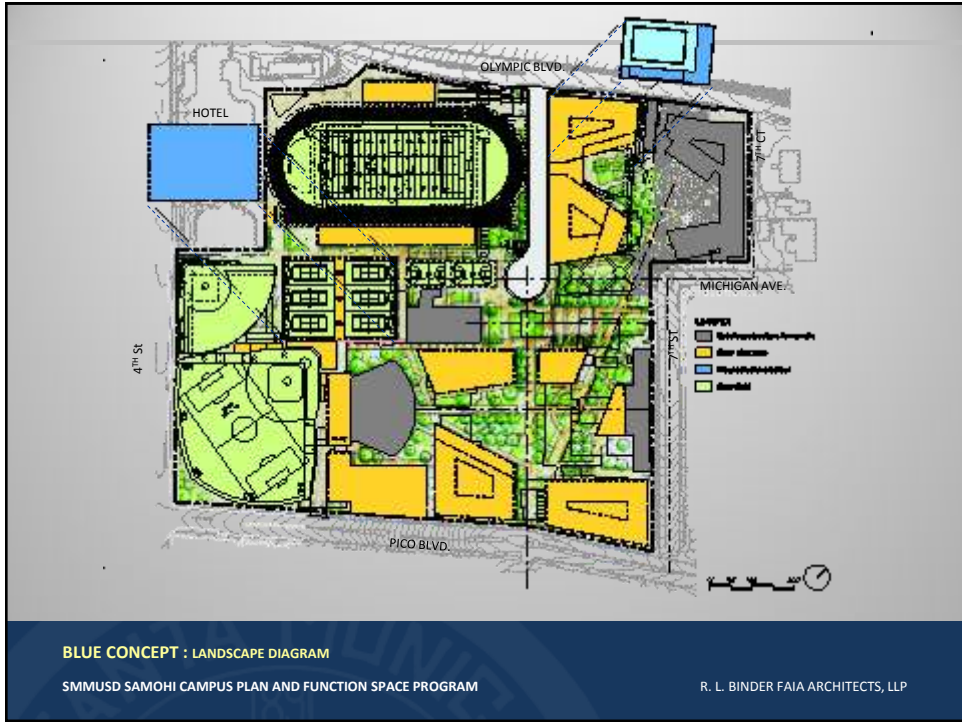 OLYMPIC BLVD.
HOTEL
7TH CT
MICHIGAN AVE.
4TH St
7TH ST
PICO BLVD.
BLUE CONCEPT : LANDSCAPE DIAGRAM
SMMUSD SAMOHI CAMPUS PLAN AND FUNCTION SPACE PROGRAM
R. L. BINDER FAIA ARCHITECTS, LLP